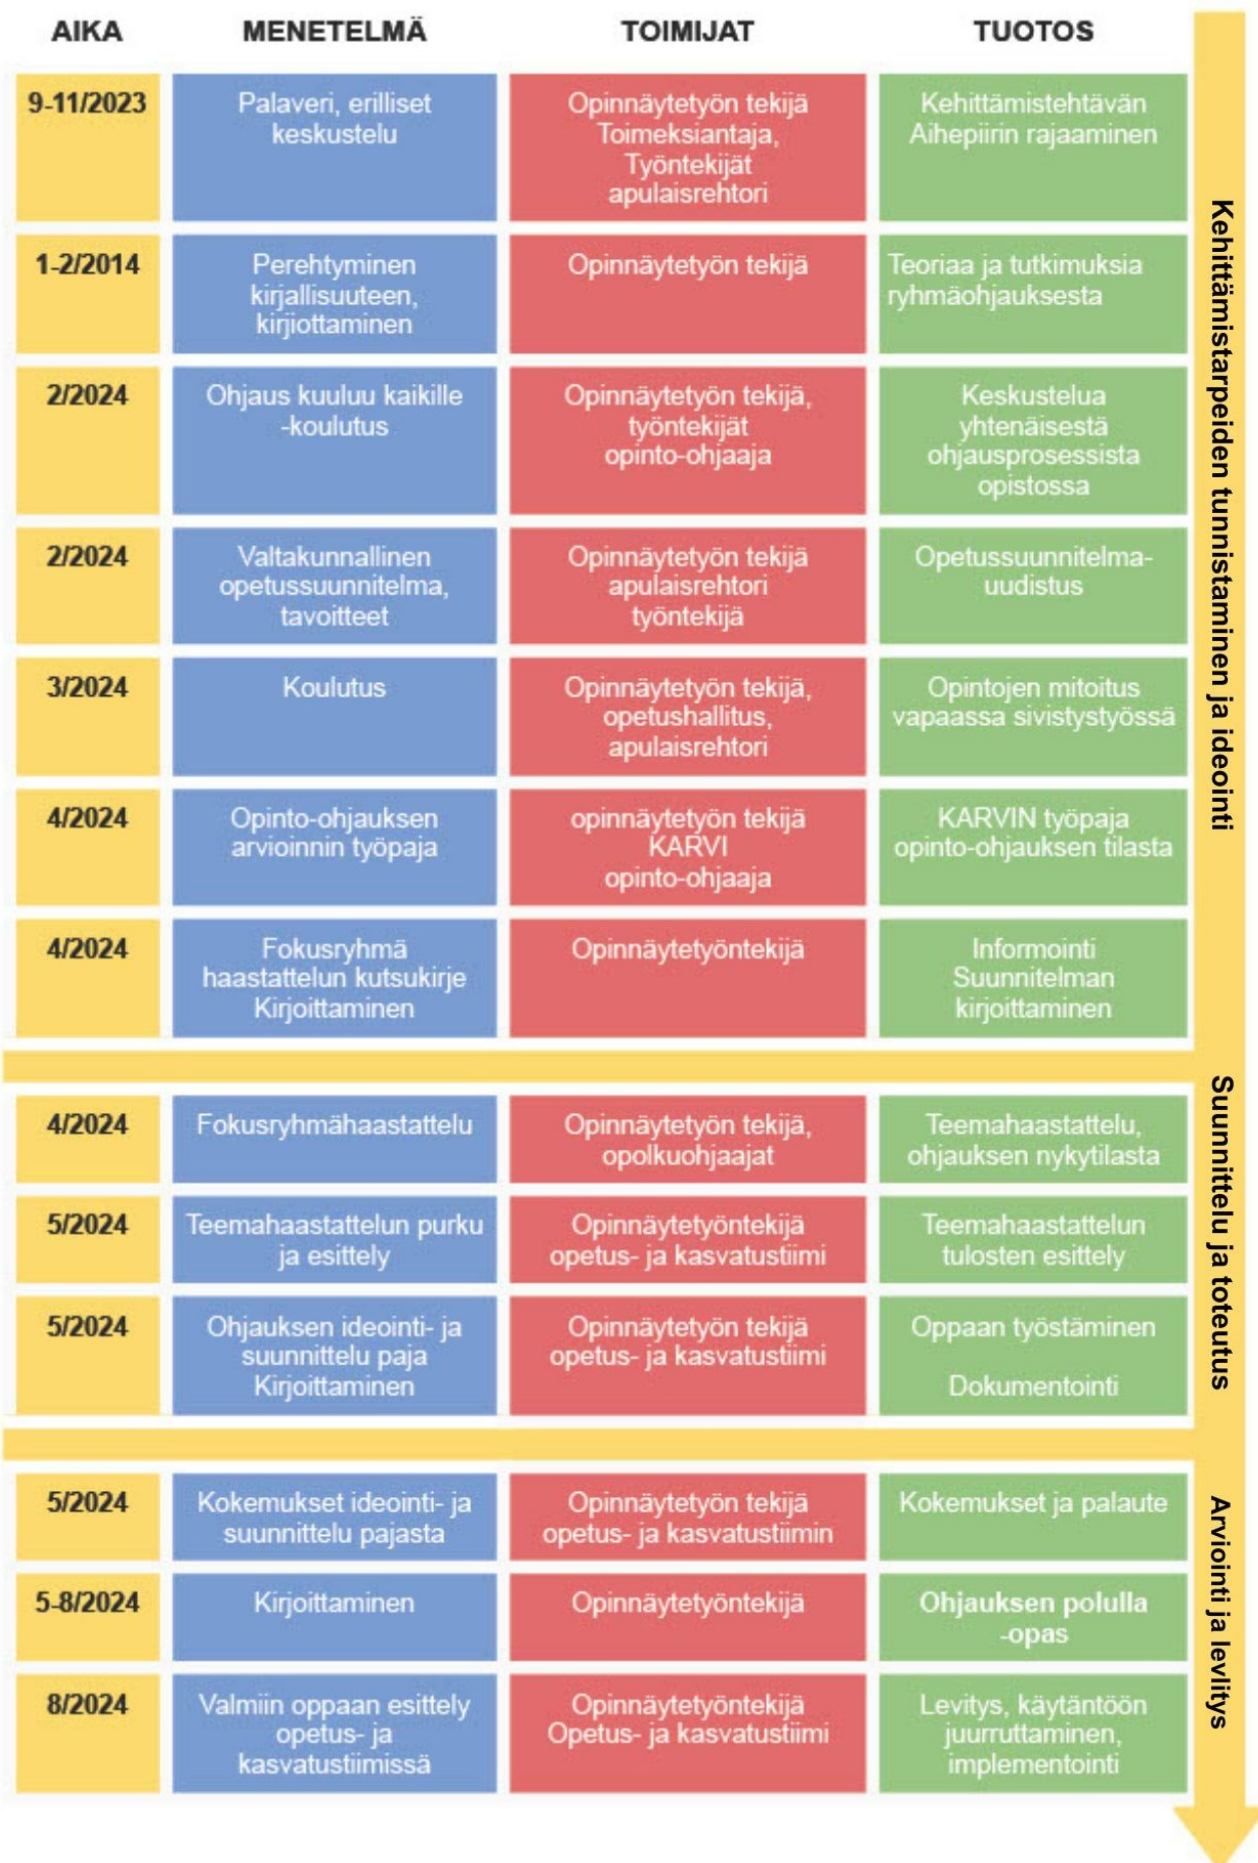 AIKA MENETELMÄ TOIMIJAT TUOTOS
9-11/2023
Palaveri, erilliset
keskustelu
Opinnäytetyön tekijä
Toimeksiantaja,
Työntekijät
apulaisrehtori
Kehittämistehtävän
Aihepiirin rajaaminen
1-2/2014
Perehtyminen
kirjallisuuteen,
kirjiottaminen
Opinnäytetyön tekijä
Teoriaa ja tutkimuksia
ryhmäohjauksesta
2/2024
Ohjaus kuuluu kaikille
-koulutus
Opinnäytetyön tekijä,
työntekijät
opinto-ohjaaja
Keskustelua
yhtenäisestä
ohjausprosessista
opistossa
2/2024
Valtakunnallinen
opetussuunnitelma,
tavoitteet
Opinnäytetyön tekijä
apulaisrehtori
työntekijä
Opetussuunnitelma-
uudistus
3/2024
Koulutus
Opinnäytetyön tekijä,
opetushallitus,
apulaisrehtori
Opintojen mitoitus
vapaassa sivistystyössä
4/2024
Opinto-ohjauksen
arvioinnin työpaja
opinnäytetyön tekijä
KARVI
opinto-ohjaaja
KARVIN työpaja
opinto-ohjauksen tilasta
4/2024
Fokusryhmä
haastattelun kutsukirje
Kirjoittaminen
Opinnäytetyöntekijä
Informointi
Suunnitelman
kirjoittaminen
Kehittämistarpeiden tunnistaminen ja ideointi
4/2024
Fokusryhmähaastattelu
Opinnäytetyön tekijä,
opolkuohjaajat
Teemahaastattelu,
ohjauksen nykytilasta
5/2024
Teemahaastattelun purku
ja esittely
Opinnäytetyöntekijä
opetus- ja kasvatustiimi
Teemahaastattelun
tulosten esittely
5/2024
Ohjauksen ideointi- ja
suunnittelu paja
Kirjoittaminen
Opinnäytetyön tekijä
opetus- ja kasvatustiimi
Oppaan työstäminen
Dokumentointi
Suunnittelu ja toteutus
5/2024
Kokemukset ideointi- ja
suunnittelu pajasta
Opinnäytetyön tekijä
opetus- ja kasvatustiimin
Kokemukset ja palaute
5-8/2024
Kirjoittaminen
Opinnäytetyöntekijä
Ohjauksen polulla
-opas
8/2024
Valmiin oppaan esittely
opetus- ja
kasvatustiimissä
Opinnäytetyöntekijä
Opetus- ja kasvatustiimi
Levitys, käytäntöön
juurruttaminen,
implementointi
Arviointi ja levlitys